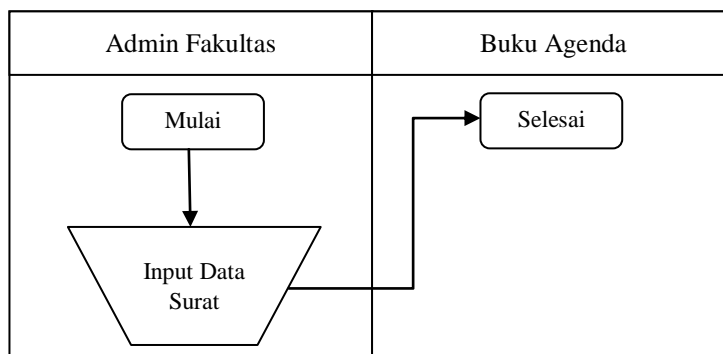 Admin Fakultas
Buku Agenda
Mulai
Selesai
Input Data
Surat